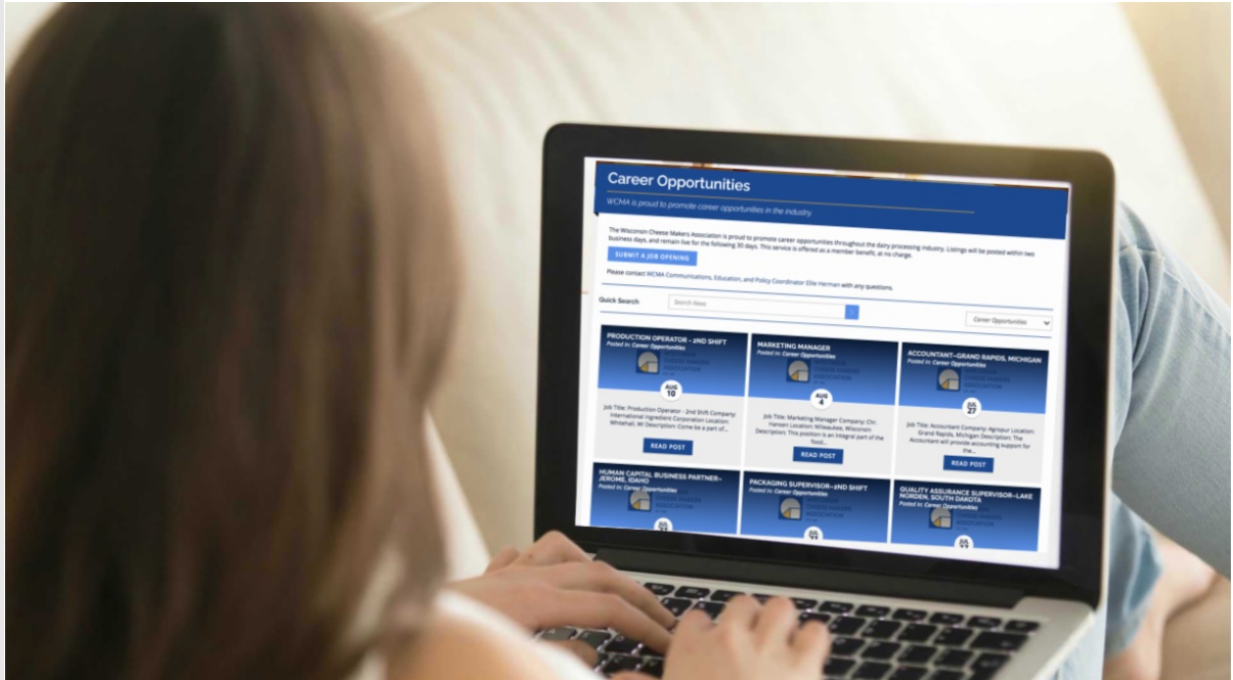 Career Opportunities
WCMA is proud to promote career opportunities in the industry
The Wisconsin Cheese Makers Association is proud to promote career opportunities throughout the dairy processing industry. Listings will be posted within two
business days, and remain live for the following 30 days. This service is offered as a member benefit, at no charge.
SUBMIT A JOB OPENING
Please contact WCMA Communications, Education, and Policy Coordinator Ellie Herman with any questions.
Quick Search
Search News
Career Opportunities
PRODUCTION OPERATOR - 2ND SHIFT
Posted in: Career Opportunities
AUG
10
Job Title: Production Operator - 2nd Shift Company:
International Ingredient Corporation Location:
Whitehall, WI Description: Come be a part of...
READ POST
MARKETING MANAGER
Posted in: Career Opportunities
CHEESE MAKERS
ASSOCIATION
AUG
4
Job Title: Marketing Manager Company: Chr.
Hansen Location: Milwaukee, Wisconsin
Description: This position is an integral part of the
food...
READ POST
ACCOUNTANT–GRAND RAPIDS, MICHIGAN
Posted in: Career Opportunities
CHEESE MAKERS
ASSOCIATION
JUL
27
Job Title: Accountant Company: Agropur Location:
Grand Rapids, Michigan Description: The
Accountant will provide accounting support for
the...
READ POST
HUMAN CAPITAL BUSINESS PARTNER–
JEROME, IDAHO
Posted in: Career Opportunities
PACKAGING SUPERVISOR–2ND SHIFT
Posted in: Career Opportunities
QUALITY ASSURANCE SUPERVISOR–LAKE
NORDEN, SOUTH DAKOTA
Posted in: Career Opportunities